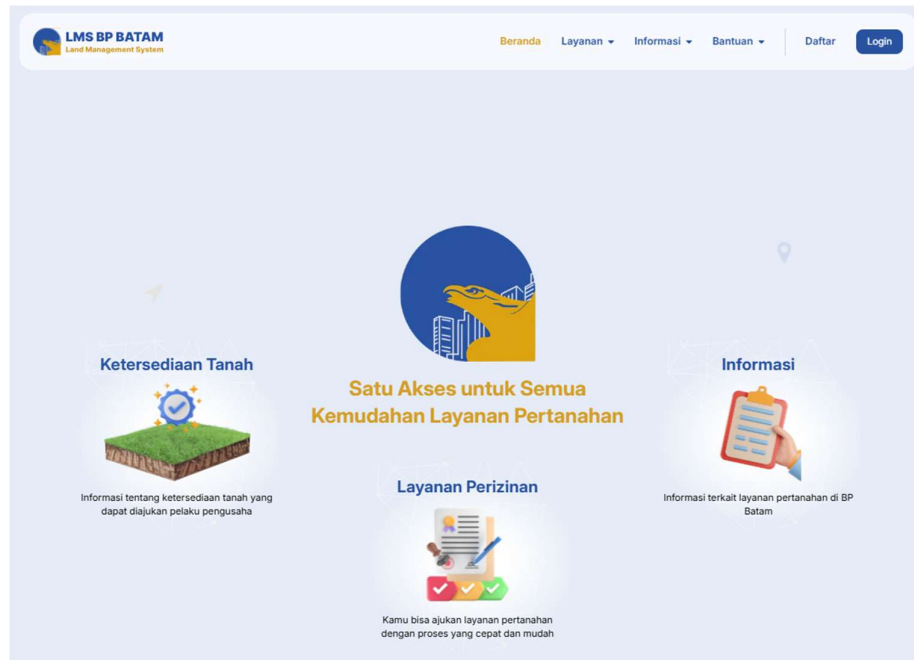 LMS BP BATAM
Land Management System
Beranda
Layanan
Informasi
Bantuan
Daftar
Login
Satu Akses untuk Semua
Kemudahan Layanan Pertanahan
Ketersediaan Tanah
Informasi tentang ketersediaan tanah yang
dapat diajukan pelaku pengusaha
Layanan Perizinan
Kamu bisa ajukan layanan pertanahan
dengan proses yang cepat dan mudah
Informasi
Informasi terkait layanan pertanahan di BP
Batam